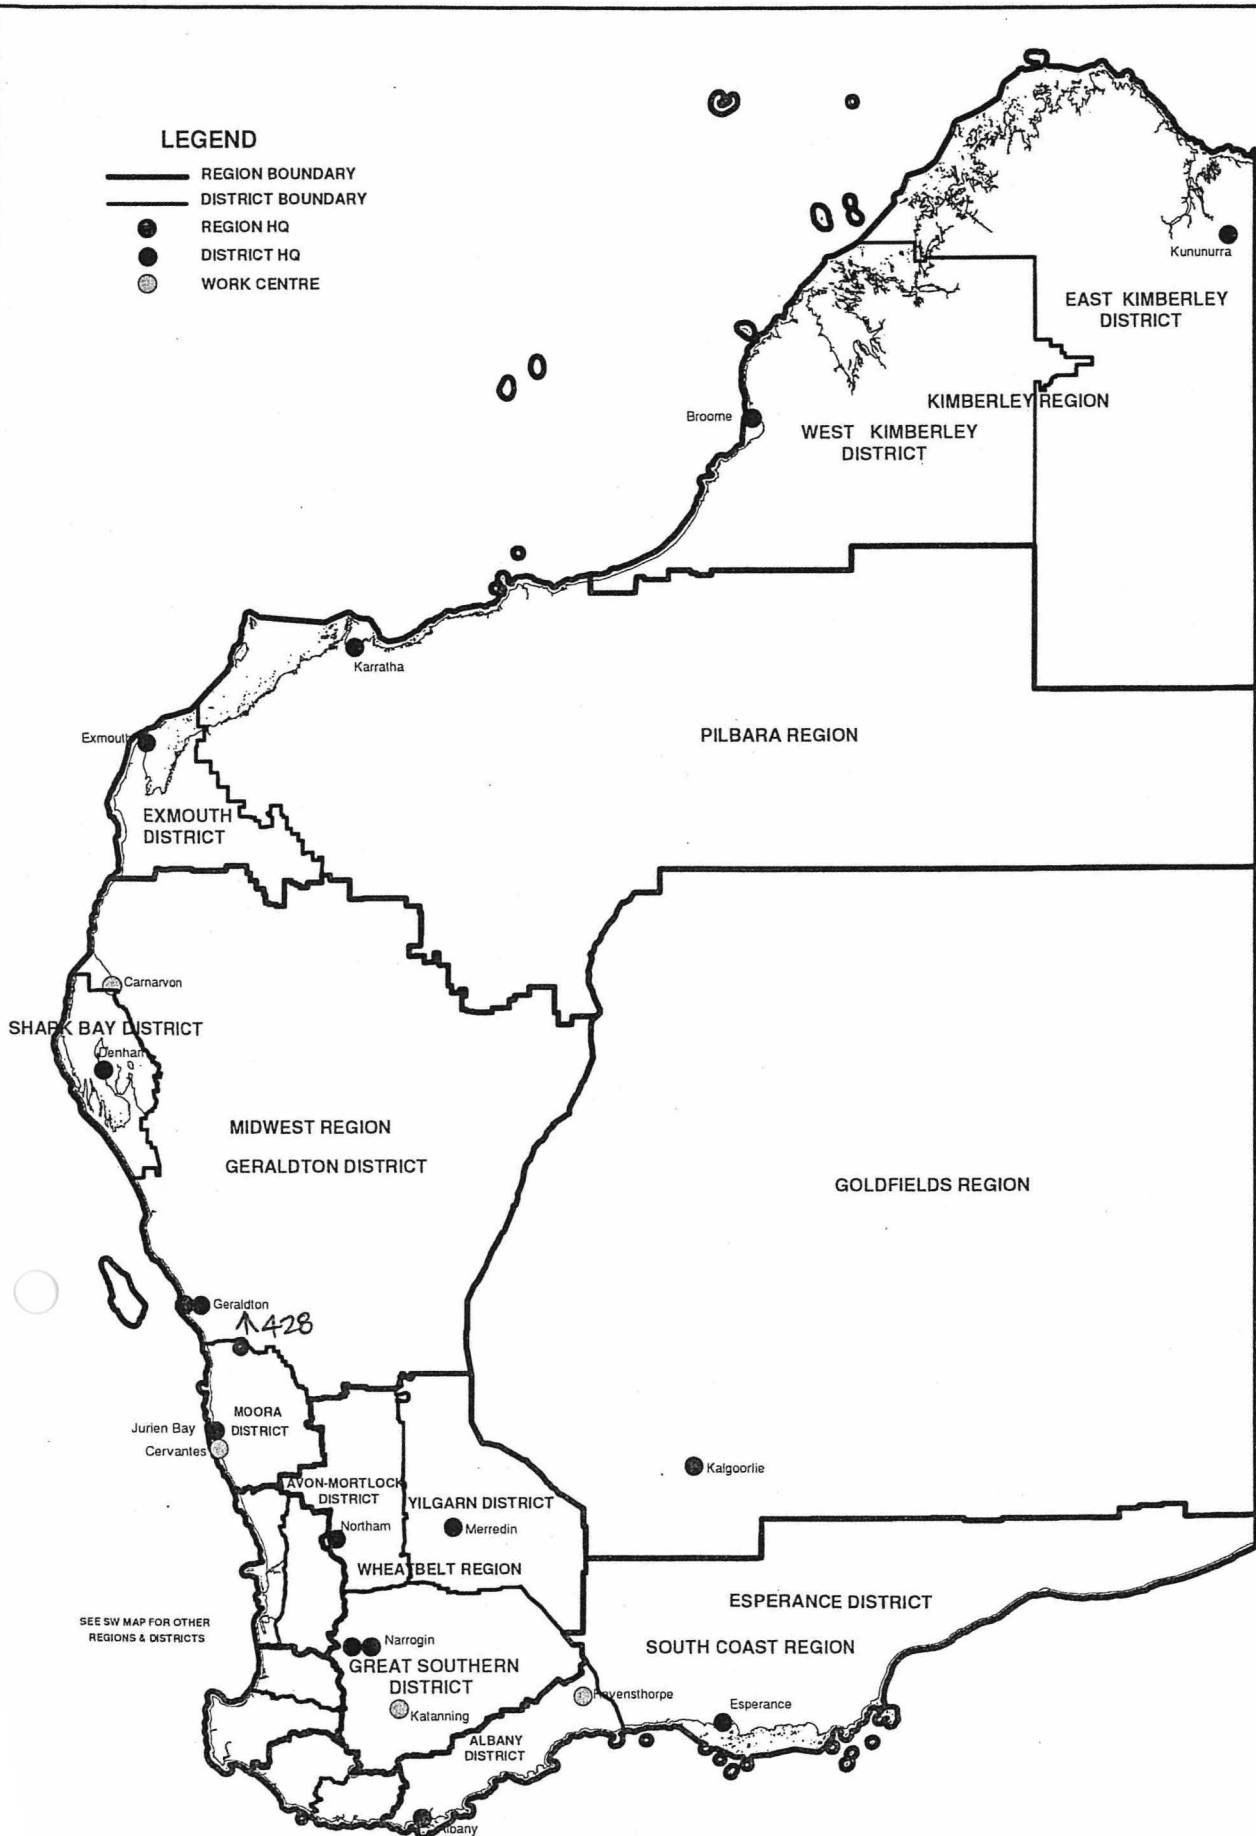 LEGEND
REGION BOUNDARY
DISTRICT BOUNDARY
REGION HQ
DISTRICT HQ
WORK CENTRE
Kununurra
EAST KIMBERLEY
DISTRICT
KIMBERLEY REGION
Broome
WEST KIMBERLEY
DISTRICT
Karratha
PILBARA REGION
Exmouth
EXMOUTH
DISTRICT
Carnarvon
SHARK BAY DISTRICT
Denham
MIDWEST REGION
GERALDTON DISTRICT
GOLDFIELDS REGION
Geraldton
↑428
MOORA
DISTRICT
Jurien Bay
Cervantes
Kalgoorlie
AVON-MORTLOCK
DISTRICT
YILGARN DISTRICT
Northam
Merredin
WHEATBELT REGION
ESPERANCE DISTRICT
SEE SW MAP FOR OTHER
REGIONS & DISTRICTS
Narrogin
SOUTH COAST REGION
GREAT SOUTHERN
DISTRICT
Ravensthorpe
Esperance
Katanning
ALBANY
DISTRICT
Albany